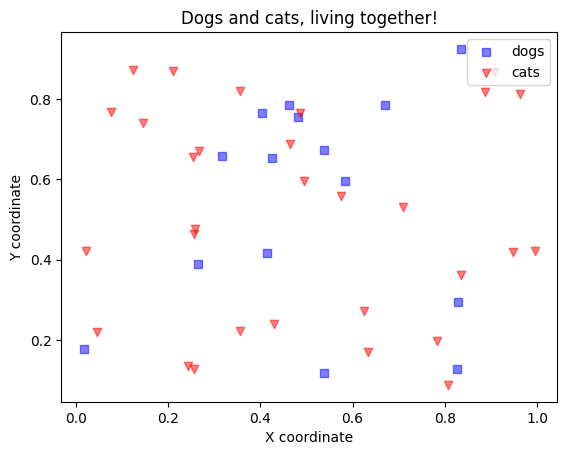 Dogs and cats, living together!
dogs
cats
Y coordinate
0.8
0.6
0.4
0.2
0.0 0.2 0.4 0.6 0.8 1.0
X coordinate